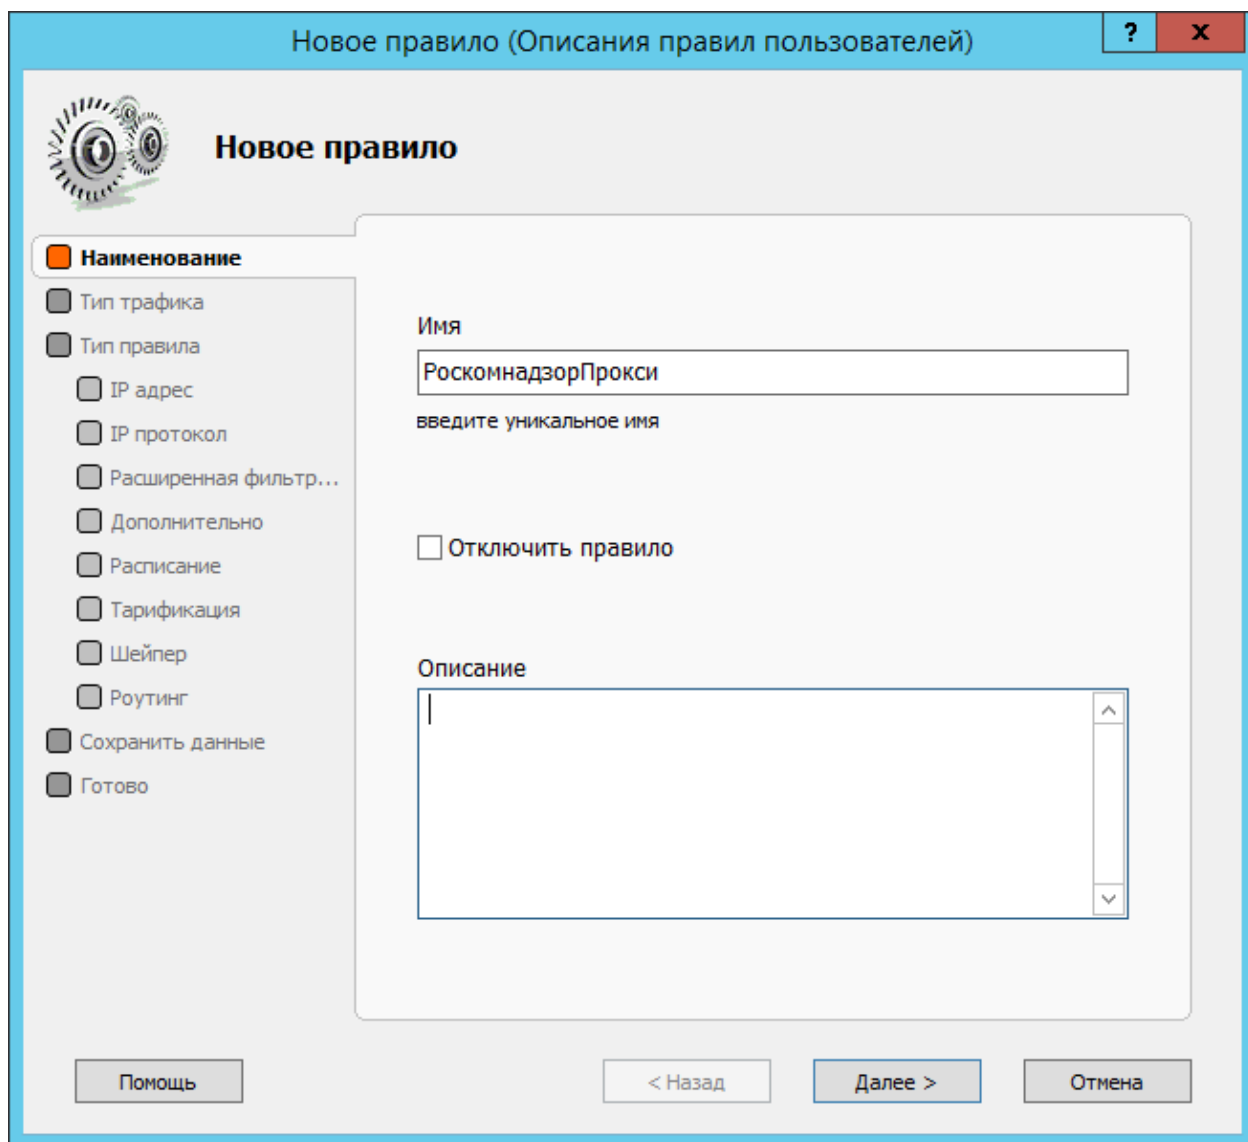 Новое правило (Описания правил пользователей)
?
x
Новое правило
Наименование
Тип трафика
Тип правила
IP адрес
IP протокол
Расширенная фильтр...
Дополнительно
Расписание
Тарификация
Шейпер
Роутинг
Сохранить данные
Готово
Имя
РоскомнадзорПрокси
введите уникальное имя
Отключить правило
Описание
Помощь
< Назад
Далее >
Отмена